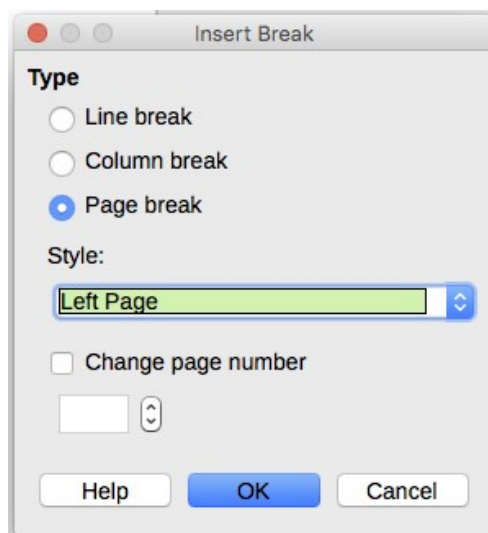 Insert Break
Type
Line break
Column break
Page break
Style:
Left Page
Change page number
Help OK Cancel